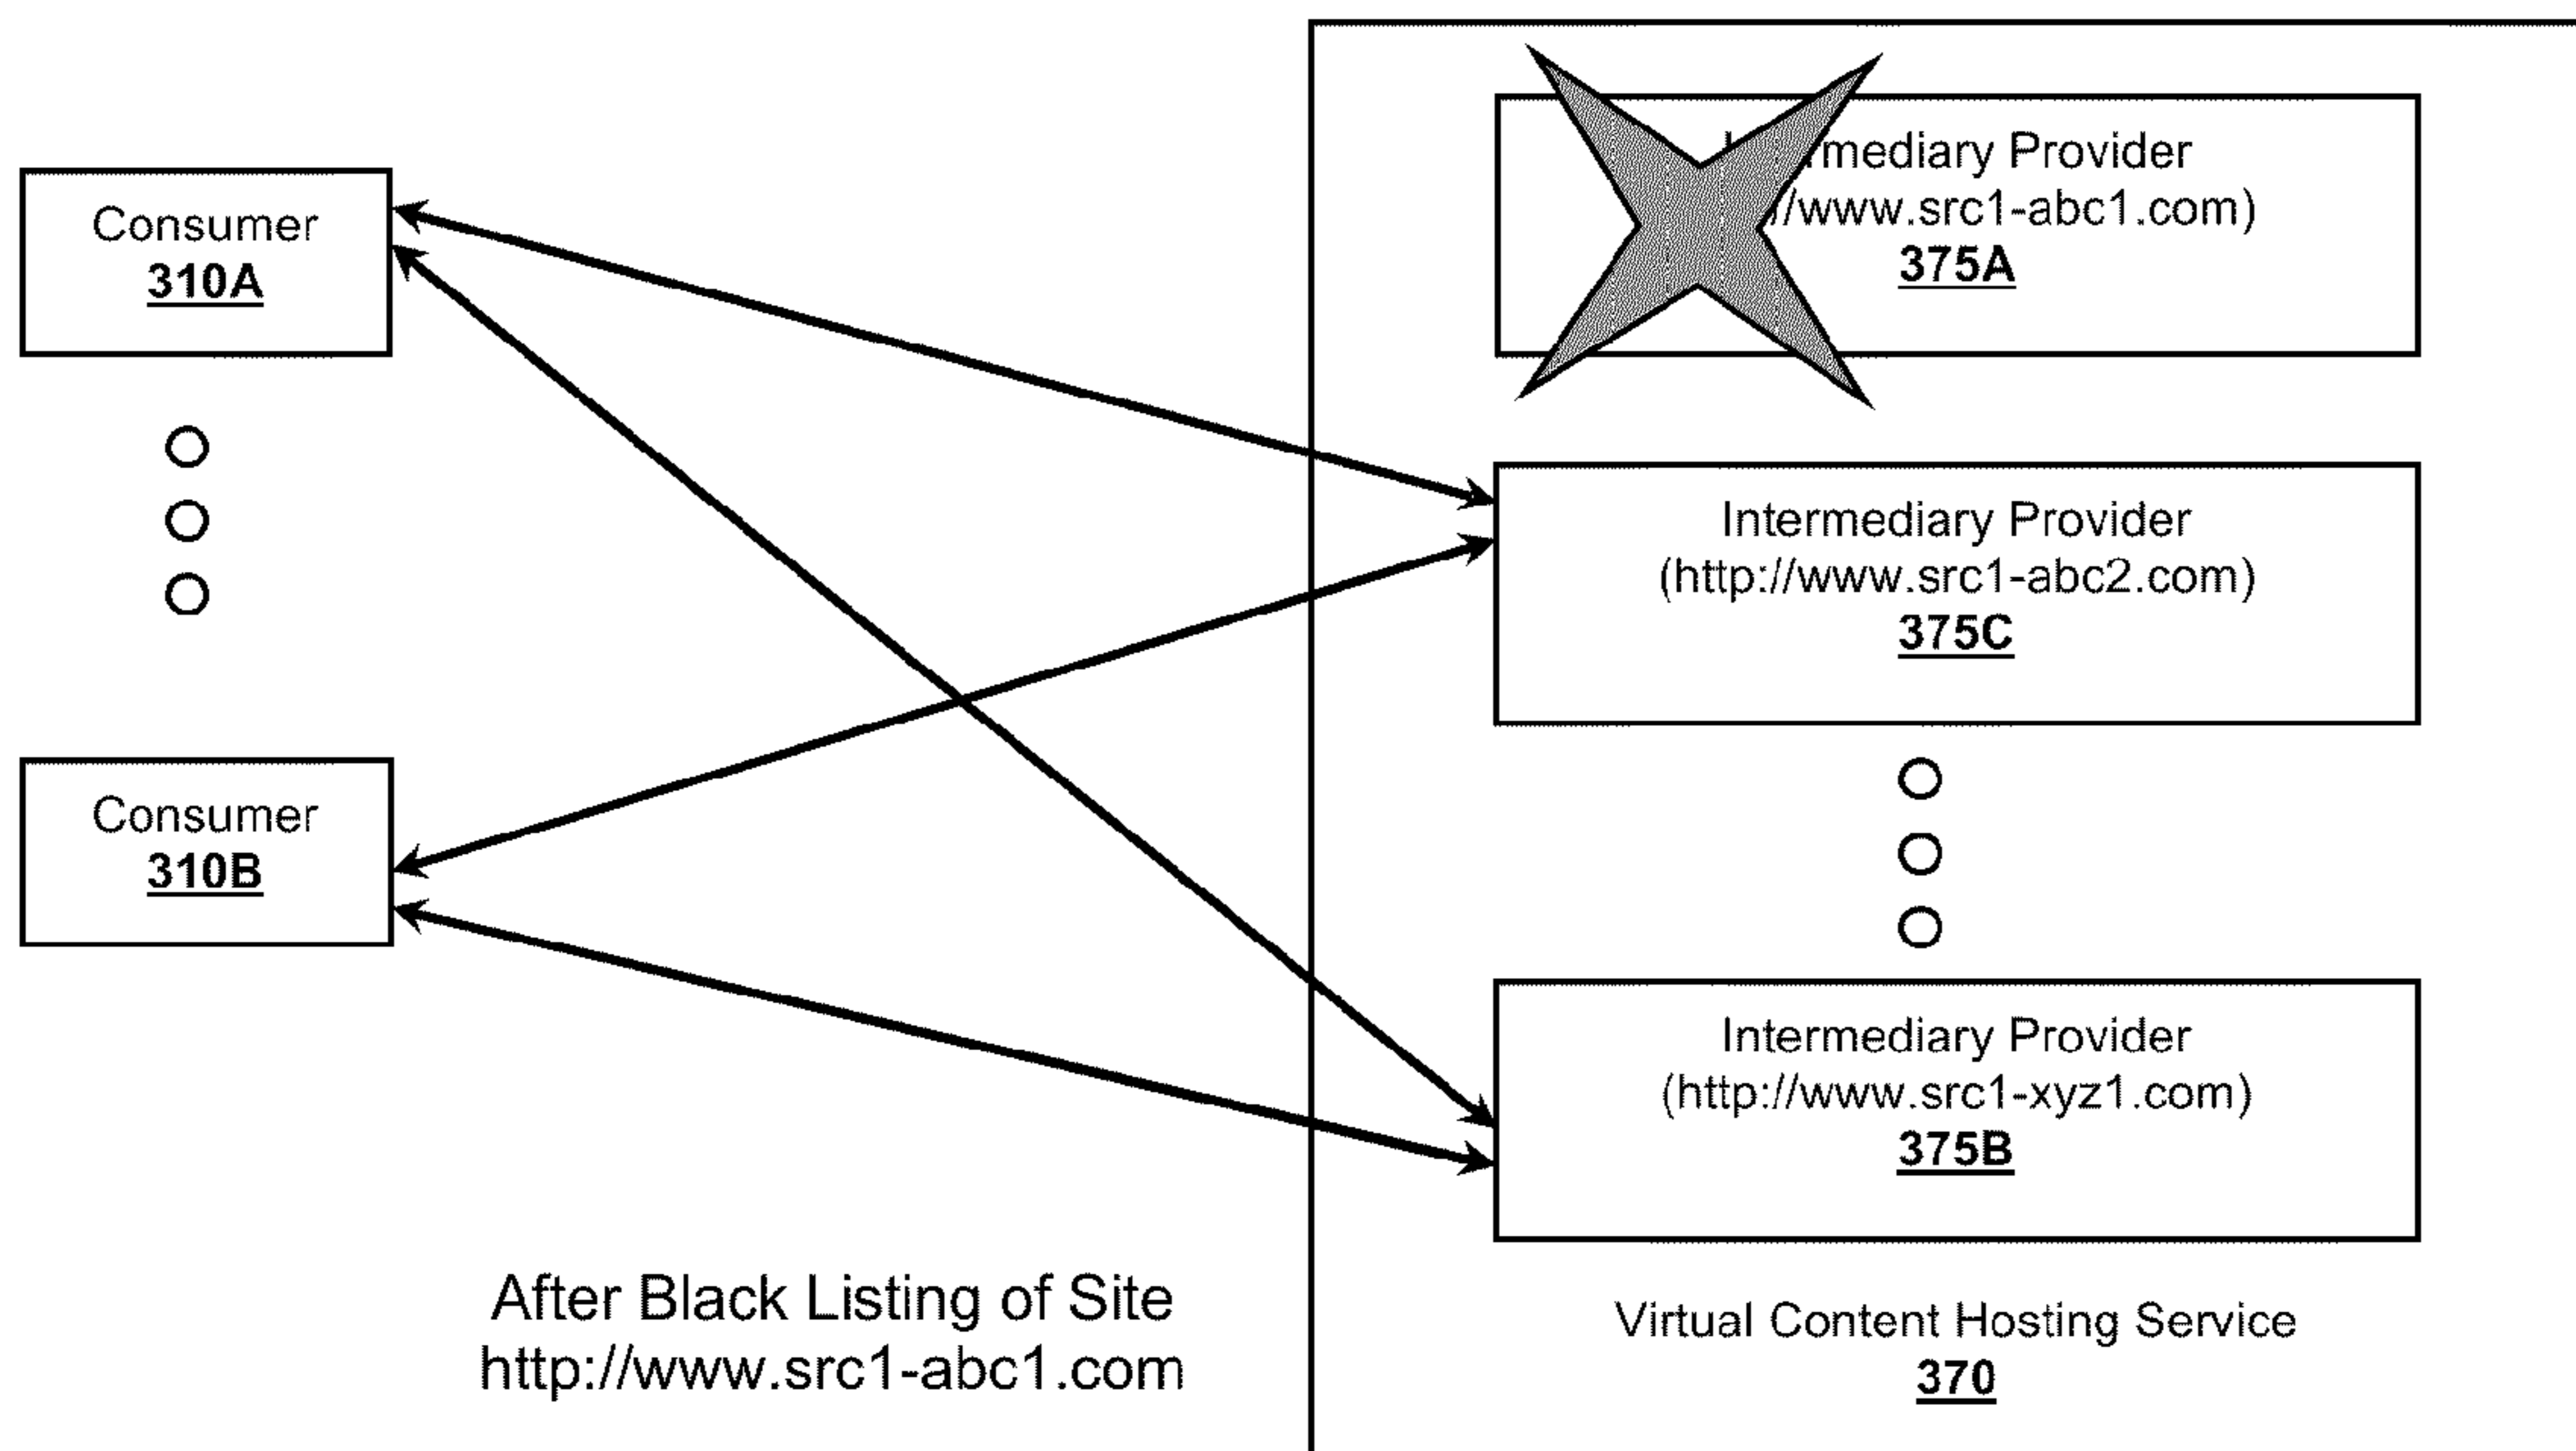 Consumer
310A
Consumer
310B
mediary Provider
/www.src1-abc1.com)
375A
Intermediary Provider
(http://www.src1-abc2.com)
375C
Intermediary Provider
(http://www.src1-xyz1.com)
375B
Virtual Content Hosting Service
370
After Black Listing of Site
http://www.src1-abc1.com